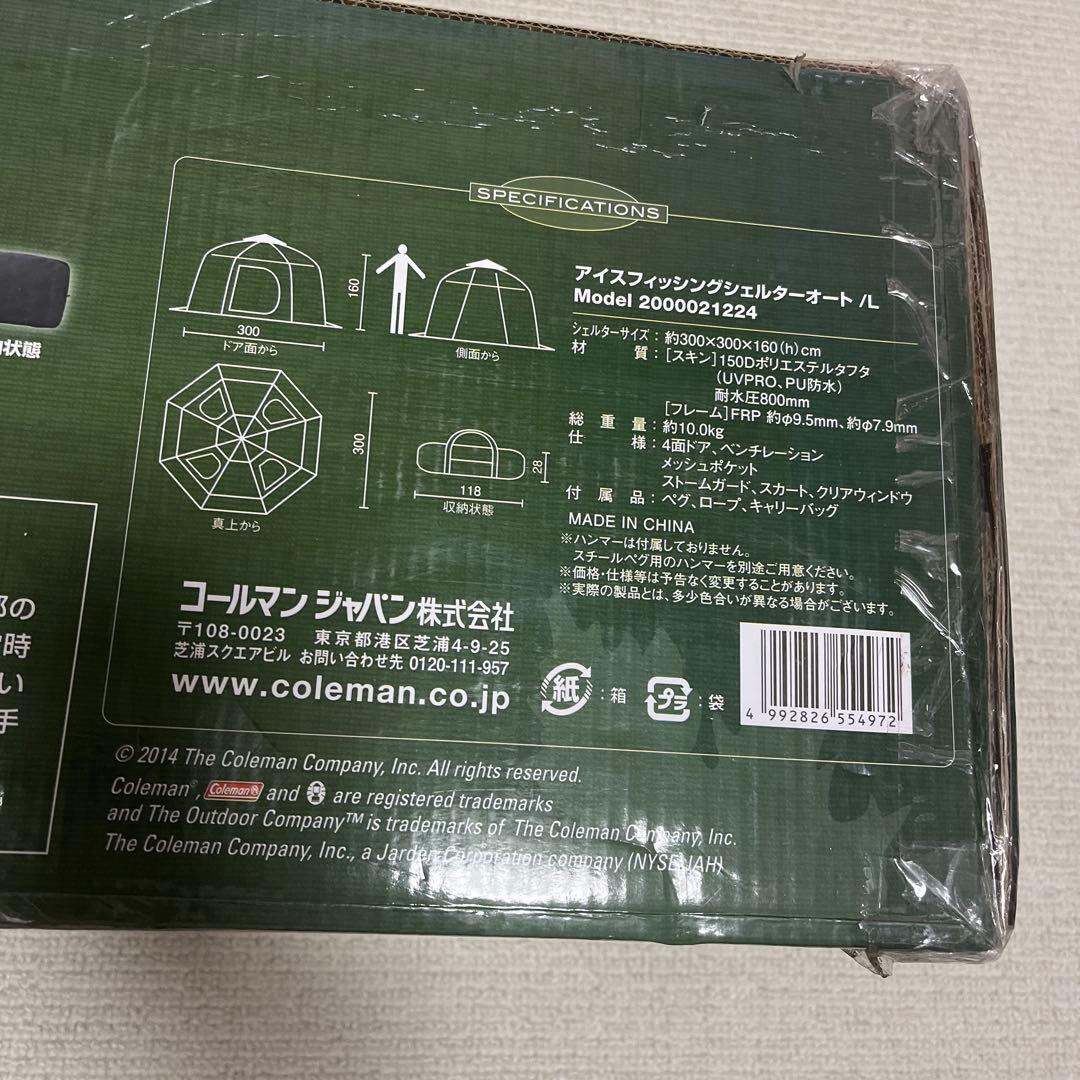 SPECIFICATIONS
アイスフィッシングシェルターオート /L
Model 2000021224
シェルターサイズ：約300×300×160（h）cm
材質：［スキン］150Dポリエステルタフタ
（UVPRO、PU防水）
耐水圧800mm
［フレーム］FRP 約φ9.5mm、約φ7.9mm
総重量：約10.0kg
仕様：4面ドア、ベンチレーション
メッシュポケット
ストームガード、スカート、クリアウィンドウ
付属品：ペグ、ロープ、キャリーバッグ
MADE IN CHINA
※ハンマーは付属しておりません。
スチールペグ用のハンマーを別途ご用意ください。
※価格・仕様等は予告なく変更することがあります。
※実際の製品とは、多少色合いが異なる場合がございます。
300
ドア面から
160
側面から
300
真上から
118
28
収納状態
状態
の
時
い
手
コールマン ジャパン株式会社
〒108-0023 東京都港区芝浦4-9-25
芝浦スクエアビル お問い合わせ先 0120-111-957
www.coleman.co.jp
紙：箱
プラ：袋
4 992826 554972
© 2014 The Coleman Company, Inc. All rights reserved.
Coleman®, Coleman® and are registered trademarks
and The Outdoor Company™ is trademarks of The Coleman Company, Inc.
The Coleman Company, Inc., a Jarden Corporation company (NYSE:JAH)